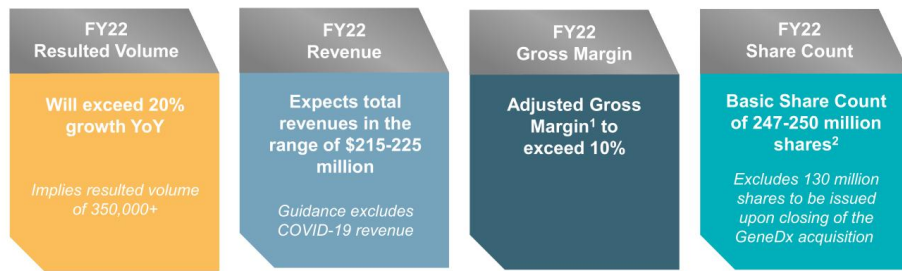 FY22
Resulted Volume
Will exceed 20%
growth YoY
Implies resulted volume
of 350,000+
FY22
Revenue
Expects total
revenues in the
range of $215-225
million
Guidance excludes
COVID-19 revenue
FY22
Gross Margin
Adjusted Gross
Margin¹ to
exceed 10%
FY22
Share Count
Basic Share Count
of 247-250 million
shares²
Excludes 130 million
shares to be issued
upon closing of the
GeneDx acquisition